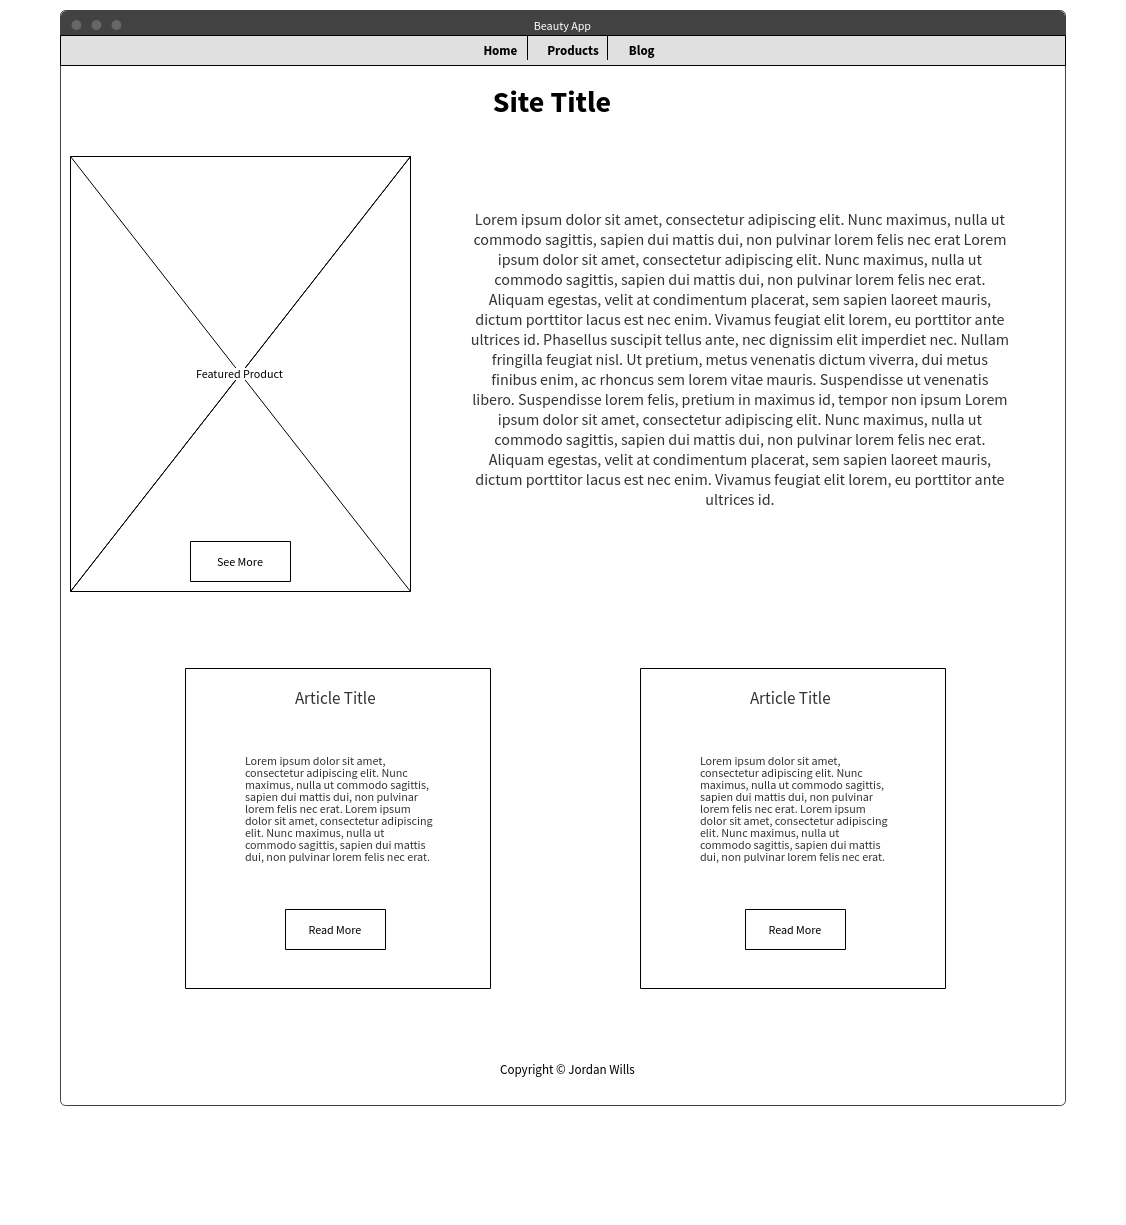 Beauty App
Home Products Blog
Site Title
Featured Product
See More
Lorem ipsum dolor sit amet, consectetur adipiscing elit. Nunc maximus, nulla ut
commodo sagittis, sapien dui mattis dui, non pulvinar lorem felis nec erat Lorem
ipsum dolor sit amet, consectetur adipiscing elit. Nunc maximus, nulla ut
commodo sagittis, sapien dui mattis dui, non pulvinar lorem felis nec erat.
Aliquam egestas, velit at condimentum placerat, sem sapien laoreet mauris,
dictum porttitor lacus est nec enim. Vivamus feugiat elit lorem, eu porttitor ante
ultrices id. Phasellus suscipit tellus ante, nec dignissim elit imperdiet nec. Nullam
fringilla feugiat nisl. Ut pretium, metus venenatis dictum viverra, dui metus
finibus enim, ac rhoncus sem lorem vitae mauris. Suspendisse ut venenatis
libero. Suspendisse lorem felis, pretium in maximus id, tempor non ipsum Lorem
ipsum dolor sit amet, consectetur adipiscing elit. Nunc maximus, nulla ut
commodo sagittis, sapien dui mattis dui, non pulvinar lorem felis nec erat.
Aliquam egestas, velit at condimentum placerat, sem sapien laoreet mauris,
dictum porttitor lacus est nec enim. Vivamus feugiat elit lorem, eu porttitor ante
ultrices id.
Article Title
Lorem ipsum dolor sit amet,
consectetur adipiscing elit. Nunc
maximus, nulla ut commodo sagittis,
sapien dui mattis dui, non pulvinar
lorem felis nec erat. Lorem ipsum
dolor sit amet, consectetur adipiscing
elit. Nunc maximus, nulla ut
commodo sagittis, sapien dui mattis
dui, non pulvinar lorem felis nec erat.
Read More
Article Title
Lorem ipsum dolor sit amet,
consectetur adipiscing elit. Nunc
maximus, nulla ut commodo sagittis,
sapien dui mattis dui, non pulvinar
lorem felis nec erat. Lorem ipsum
dolor sit amet, consectetur adipiscing
elit. Nunc maximus, nulla ut
commodo sagittis, sapien dui mattis
dui, non pulvinar lorem felis nec erat.
Read More
Copyright © Jordan Wills